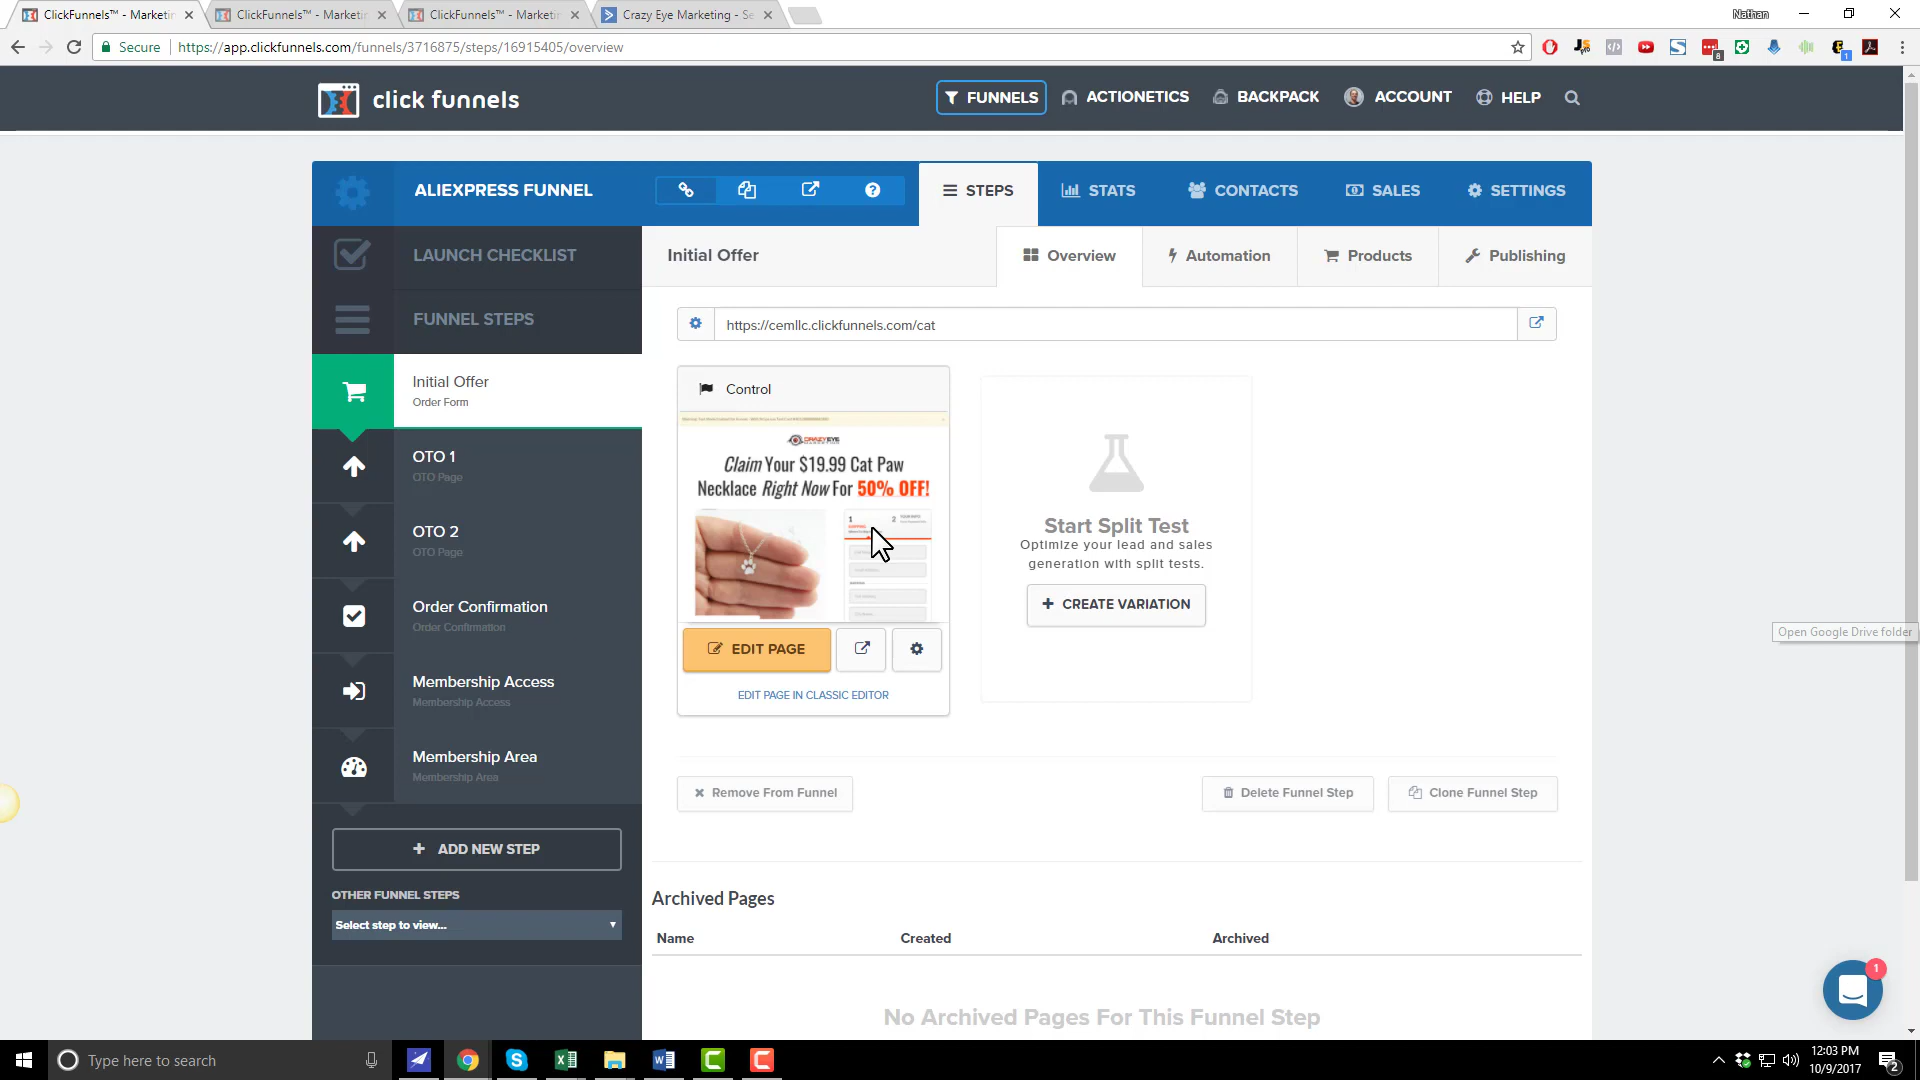 ClickFunnels™ - Marketin
ClickFunnels™ - Marketin
ClickFunnels™ - Marketin
Crazy Eye Marketing - Se
Nathan
Secure
https://app.clickfunnels.com/funnels/3716875/steps/16915405/overview
8
1
click funnels
FUNNELS
ACTIONETICS
BACKPACK
ACCOUNT
HELP
ALIEXPRESS FUNNEL
STEPS
STATS
CONTACTS
SALES
SETTINGS
LAUNCH CHECKLIST
Initial Offer
Overview
Automation
Products
Publishing
FUNNEL STEPS
https://cemllc.clickfunnels.com/cat
Initial Offer
Order Form
Control
CRAZY EYE
Claim Your $19.99 Cat Paw
Necklace Right Now For 50% OFF!
1
2
OTO 1
OTO Page
OTO 2
OTO Page
Start Split Test
Optimize your lead and sales
generation with split tests.
CREATE VARIATION
Order Confirmation
Order Confirmation
EDIT PAGE
EDIT PAGE IN CLASSIC EDITOR
Open Google Drive folder
Membership Access
Membership Access
Membership Area
Membership Area
Remove From Funnel
Delete Funnel Step
Clone Funnel Step
ADD NEW STEP
OTHER FUNNEL STEPS
Select step to view...
Archived Pages
Name
Created
Archived
No Archived Pages For This Funnel Step
1
Type here to search
12:03 PM
10/9/2017
2